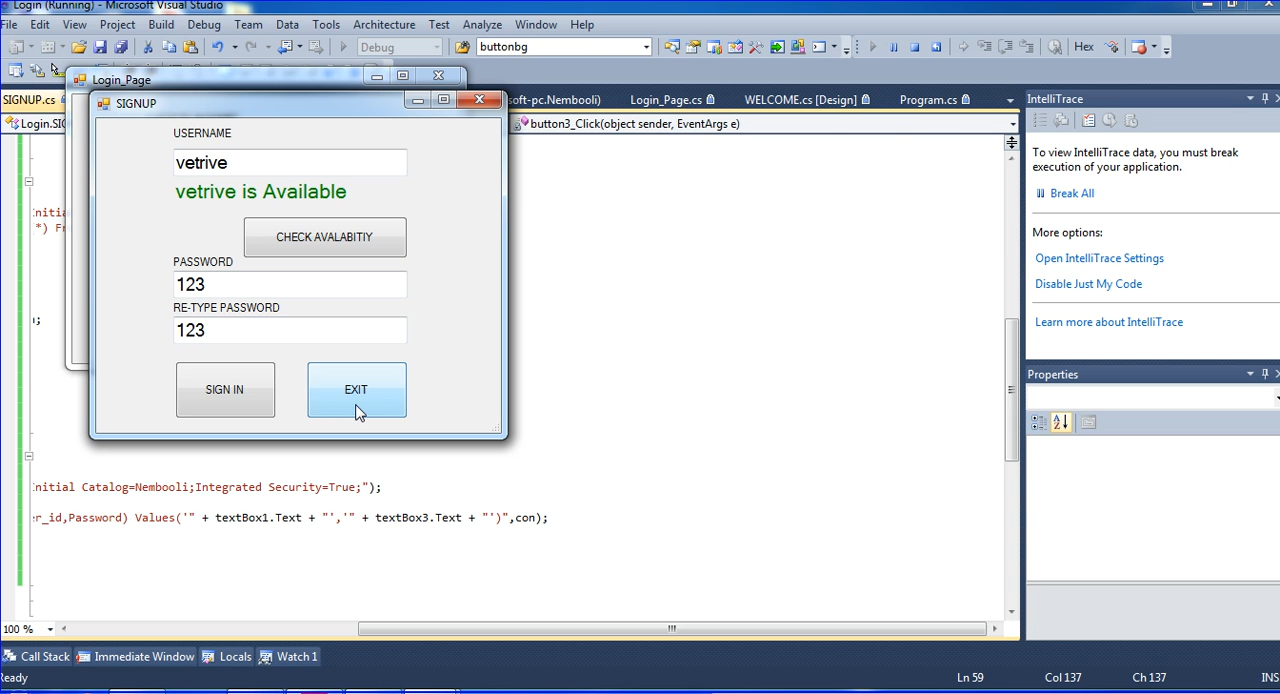 Login (Running) - Microsoft Visual Studio
File Edit View Project Build Debug Team Data Tools Architecture Test Analyze Window Help
Debug buttonbg Hex
Login_Page
SIGNUP.cs SIGNUP soft-pc.Nembooli) Login_Page.cs WELCOME.cs [Design] Program.cs IntelliTrace
Login.SIG button3_Click(object sender, EventArgs e)
USERNAME
vetrive
vetrive is Available
CHECK AVALABITIY
PASSWORD
123
RE-TYPE PASSWORD
123
SIGN IN EXIT
To view IntelliTrace data, you must break
execution of your application.
Break All
More options:
Open IntelliTrace Settings
Disable Just My Code
Learn more about IntelliTrace
Properties
Initia
*) Fr
;
Initial Catalog=Nembooli;Integrated Security=True;");
er_id,Password) Values('" + textBox1.Text + "','" + textBox3.Text + "')",con);
100 %
Call Stack Immediate Window Locals Watch 1
Ready Ln 59 Col 137 Ch 137 INS